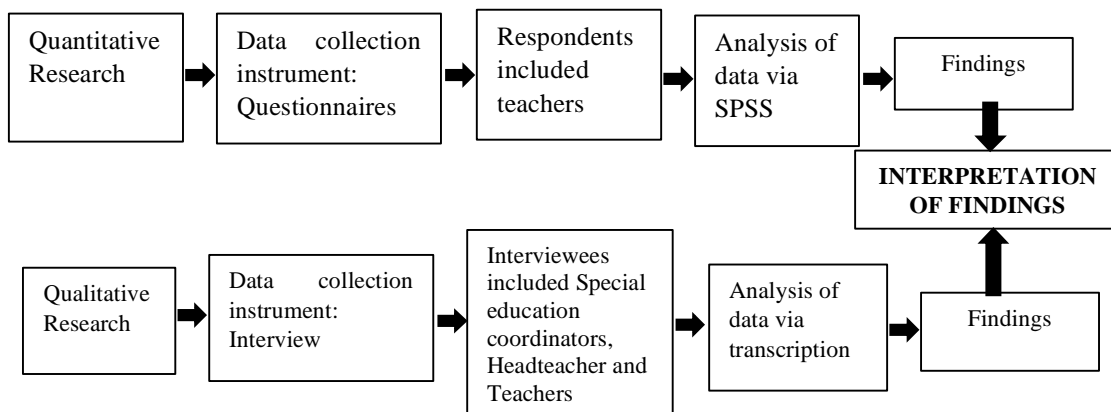 Quantitative
Research
Data collection
instrument:
Questionnaires
Respondents
included
teachers
Analysis of
data via
SPSS
Findings
INTERPRETATION
OF FINDINGS
Qualitative
Research
Data collection
instrument:
Interview
Interviewees
included Special
education
coordinators,
Headteacher and
Teachers
Analysis of
data via
transcription
Findings